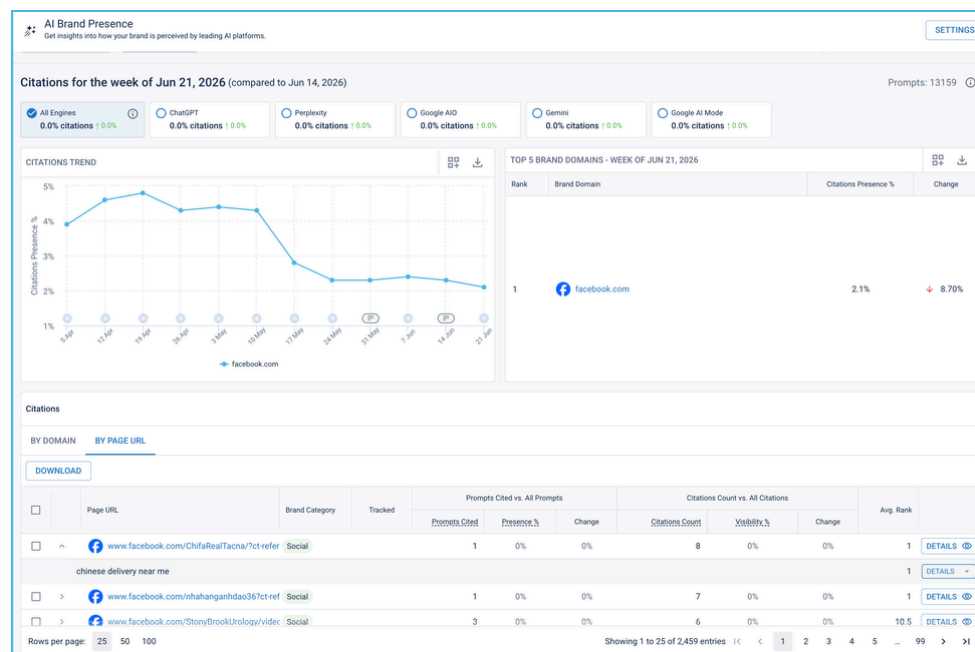 AI Brand Presence
Get insights into how your brand is perceived by leading AI platforms.
SETTINGS
Citations for the week of Jun 21, 2026 (compared to Jun 14, 2026)
Prompts: 13159
All Engines
0.0% citations ↑ 0.0%
ChatGPT
0.0% citations ↑ 0.0%
Perplexity
0.0% citations ↑ 0.0%
Google AIO
0.0% citations ↑ 0.0%
Gemini
0.0% citations ↑ 0.0%
Google AI Mode
0.0% citations ↑ 0.0%
CITATIONS TREND
Citations Presence %
5%
4%
3%
2%
1%
5 Apr 12 Apr 19 Apr 26 Apr 3 May 10 May 17 May 24 May 31 May 7 Jun 14 Jun 21 Jun
facebook.com
TOP 5 BRAND DOMAINS - WEEK OF JUN 21, 2026
Rank Brand Domain Citations Presence % Change
1 facebook.com 2.1% ↓ 8.70%
Citations
BY DOMAIN BY PAGE URL
DOWNLOAD
Prompts Cited vs. All Prompts Citations Count vs. All Citations
Page URL Brand Category Tracked Avg. Rank
Prompts Cited Presence % Change Citations Count Visibility % Change
www.facebook.com/ChifaRealTacna/?ct-refer Social 1 0% 0% 8 0% 0% 1 DETAILS
chinese delivery near me 1 DETAILS
www.facebook.com/nhahanganhdao36?ct-ref Social 1 0% 0% 7 0% 0% 1 DETAILS
www.facebook.com/StonyBrookUrology/videc Social 3 0% 0% 6 0% 0% 10.5 DETAILS
Rows per page: 25 50 100 Showing 1 to 25 of 2,459 entries |< < 1 2 3 4 5 ... 99 > >|